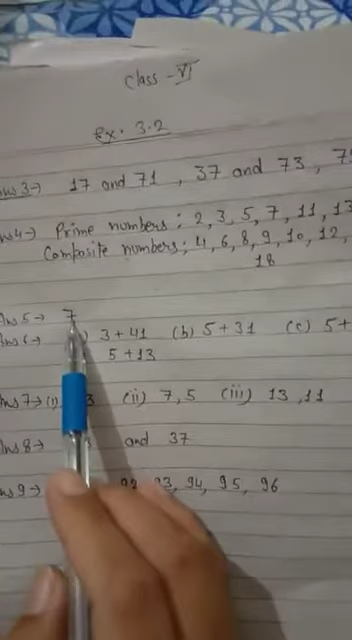 Class - VI
Ex. 3.2
Ans 3→ 17 and 71 , 37 and 73 ,
Ans4→ Prime numbers: 2, 3, 5, 7, 11, 13
Composite numbers: 4, 6, 8, 9, 10, 12,
18
Ans 5→ 7
Ans 6→ 3 + 41 (b) 5 + 31 (c) 5 +
5 + 13
Ans 7→ (i) 3 (ii) 7, 5 (iii) 13 , 11
Ans 8→ and 37
Ans 9→ 92, 93, 94, 95, 96